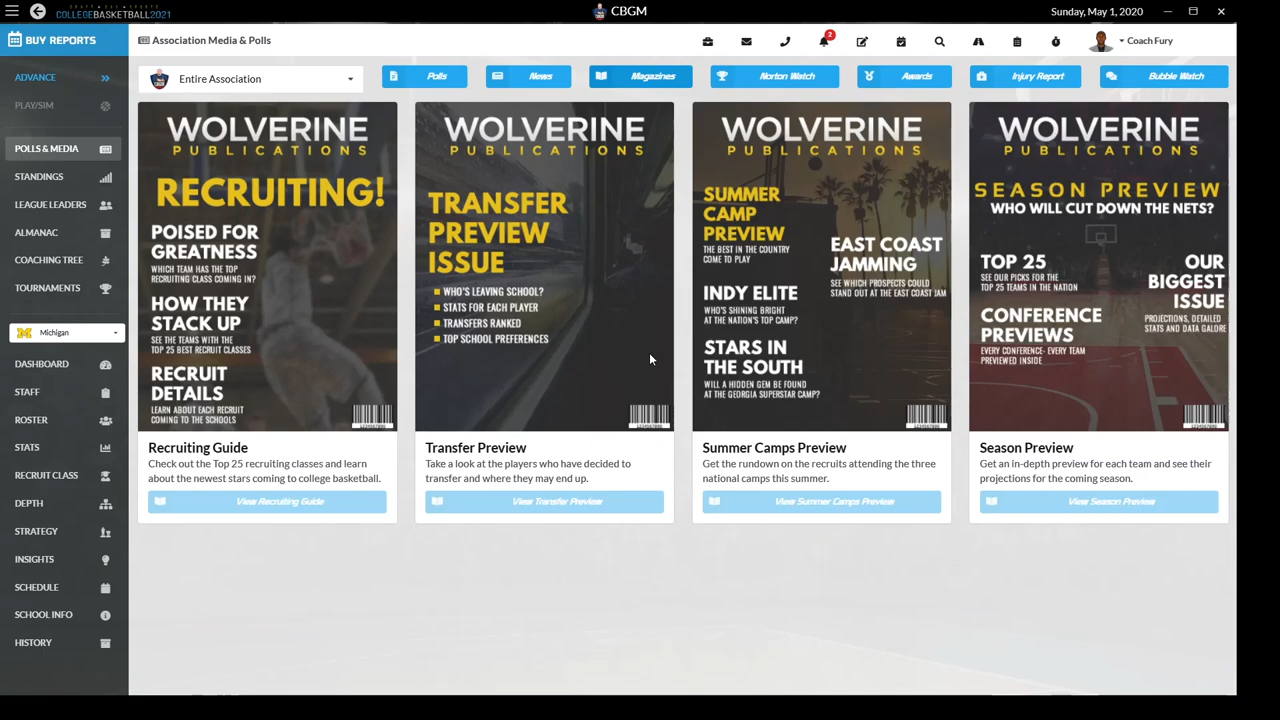 DRAFT DAY SPORTS
COLLEGEBASKETBALL2021
CBGM
Sunday, May 1, 2020
BUY REPORTS
Association Media & Polls
2
Coach Fury
ADVANCE
PLAY/SIM
POLLS & MEDIA
STANDINGS
LEAGUE LEADERS
ALMANAC
COACHING TREE
TOURNAMENTS
Michigan
DASHBOARD
STAFF
ROSTER
STATS
RECRUIT CLASS
DEPTH
STRATEGY
INSIGHTS
SCHEDULE
SCHOOL INFO
HISTORY
Entire Association
Polls
News
Magazines
Norton Watch
Awards
Injury Report
Bubble Watch
WOLVERINE
PUBLICATIONS
RECRUITING!
POISED FOR
GREATNESS
WHICH TEAM HAS THE TOP
RECRUITING CLASS COMING IN?
HOW THEY
STACK UP
SEE THE TEAMS WITH THE
TOP 25 BEST RECRUIT CLASSES
RECRUIT
DETAILS
LEARN ABOUT EACH RECRUIT
COMING TO THE SCHOOLS
Recruiting Guide
Check out the Top 25 recruiting classes and learn
about the newest stars coming to college basketball.
View Recruiting Guide
WOLVERINE
PUBLICATIONS
TRANSFER
PREVIEW
ISSUE
WHO'S LEAVING SCHOOL?
STATS FOR EACH PLAYER
TRANSFERS RANKED
TOP SCHOOL PREFERENCES
Transfer Preview
Take a look at the players who have decided to
transfer and where they may end up.
View Transfer Preview
WOLVERINE
PUBLICATIONS
SUMMER
CAMP
PREVIEW
THE BEST IN THE COUNTRY
COME TO PLAY
EAST COAST
JAMMING
SEE WHICH PROSPECTS COULD
STAND OUT AT THE EAST COAST JAM
INDY ELITE
WHO'S SHINING BRIGHT
AT THE NATION'S TOP CAMP?
STARS IN
THE SOUTH
WILL A HIDDEN GEM BE FOUND
AT THE GEORGIA SUPERSTAR CAMP?
Summer Camps Preview
Get the rundown on the recruits attending the three
national camps this summer.
View Summer Camps Preview
WOLVERINE
PUBLICATIONS
SEASON PREVIEW
WHO WILL CUT DOWN THE NETS?
TOP 25
SEE OUR PICKS FOR THE
TOP 25 TEAMS IN THE NATION
OUR
BIGGEST
ISSUE
PROJECTIONS, DETAILED
STATS AND DATA GALORE
CONFERENCE
PREVIEWS
EVERY CONFERENCE- EVERY TEAM
PREVIEWED INSIDE
Season Preview
Get an in-depth preview for each team and see their
projections for the coming season.
View Season Preview